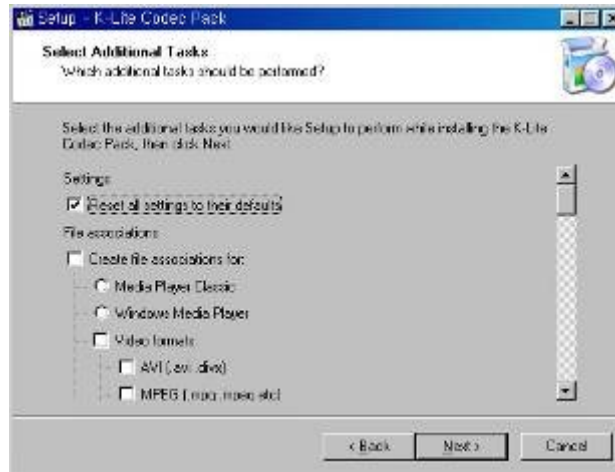 Setup - K-Lite Codec Pack
Select Additional Tasks
Which additional tasks should be performed?
Select the additional tasks you would like Setup to perform while installing the K-Lite
Codec Pack, then click Next.
Settings
Reset all settings to their defaults
File associations
Create file associations for:
Media Player Classic
Windows Media Player
Video formats
AVI (.avi .divx)
MPEG (.mpg .mpeg etc)
< Back
Next >
Cancel